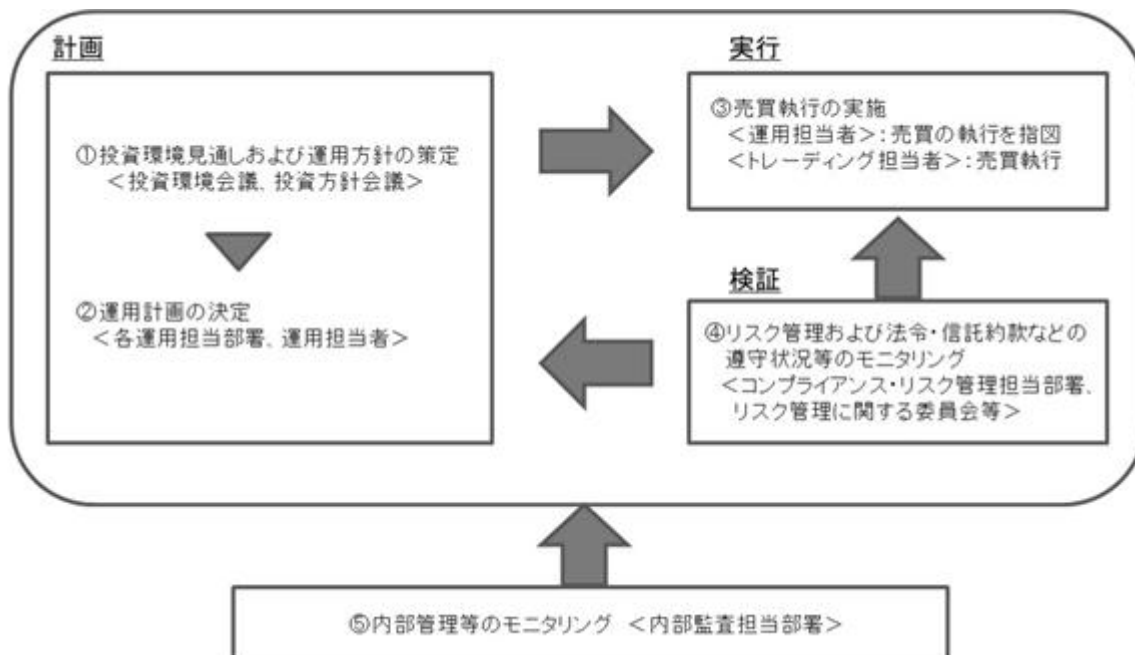 計画
①投資環境見通しおよび運用方針の策定
＜投資環境会議、投資方針会議＞
②運用計画の決定
＜各運用担当部署、運用担当者＞
実行
③売買執行の実施
＜運用担当者＞：売買の執行を指図
＜トレーディング担当者＞：売買執行
検証
④リスク管理および法令・信託約款などの
遵守状況等のモニタリング
＜コンプライアンス・リスク管理担当部署、
リスク管理に関する委員会等＞
⑤内部管理等のモニタリング ＜内部監査担当部署＞